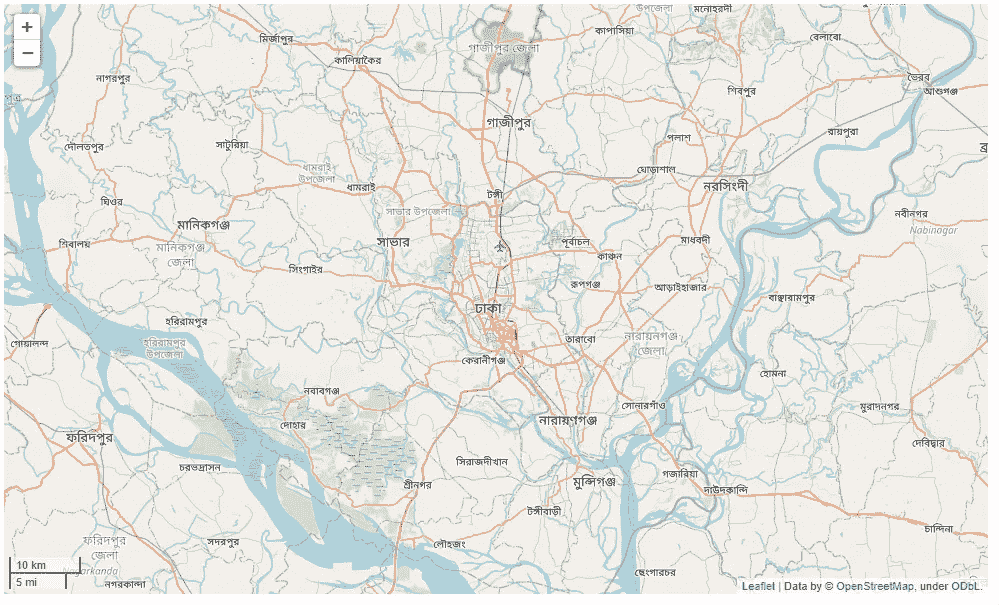 +
−
উপজেলা
মনোহরদী
মির্জাপুর
কাপাসিয়া
বেলাবো
গাজীপুর জেলা
কালিয়াকৈর
নাগরপুর
ভৈরব
আশুগঞ্জ
শিবপুর
গাজীপুর
রায়পুরা
পলাশ
দৌলতপুর
সাটুরিয়া
ধামরাই
উপজেলা
ঘোড়াশাল
ধামরাই
নরসিংদী
টঙ্গী
ঘিওর
সাভার উপজেলা
নবীনগর
Nabinagar
মানিকগঞ্জ
শিবালয়
মানিকগঞ্জ
জেলা
সাভার
পূর্বাচল
মাধবদী
কাঞ্চন
সিংগাইর
রূপগঞ্জ
আড়াইহাজার
বাঞ্ছারামপুর
ঢাকা
হরিরামপুর
গোয়ালন্দ
হরিরামপুর
উপজেলা
তারাবো
নারায়নগঞ্জ
জেলা
কেরানীগঞ্জ
হোমনা
নবাবগঞ্জ
সোনারগাঁও
মুরাদনগর
দোহার
নারায়ণগঞ্জ
ফরিদপুর
দেবিদ্বার
চরভদ্রাসন
সিরাজদীখান
গজারিয়া
শ্রীনগর
মুন্সিগঞ্জ
দাউদকান্দি
টঙ্গীবাড়ী
চান্দিনা
ফরিদপুর
জেলা
সদরপুর
লৌহজং
নগরকান্দা
ছেংগারচর
10 km
5 mi
Leaflet | Data by © OpenStreetMap, under ODbL.